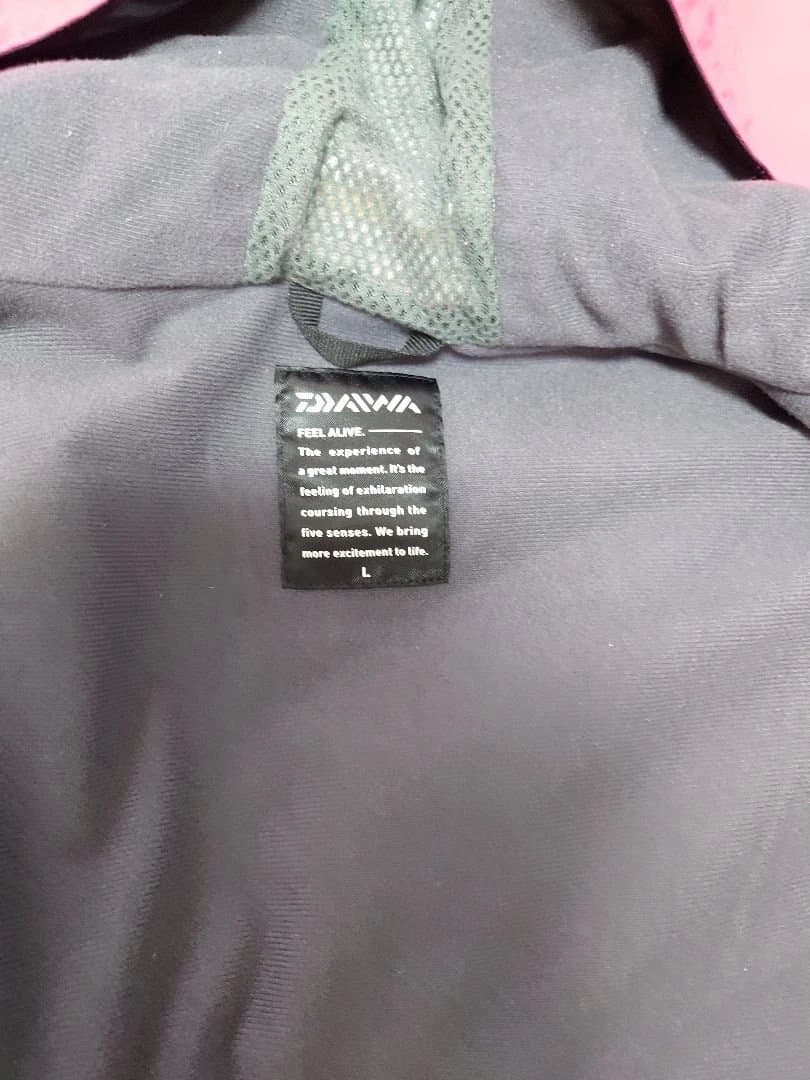 DAIWA
FEEL ALIVE.
The experience of
a great moment. It's the
feeling of exhilaration
coursing through the
five senses. We bring
more excitement to life.
L